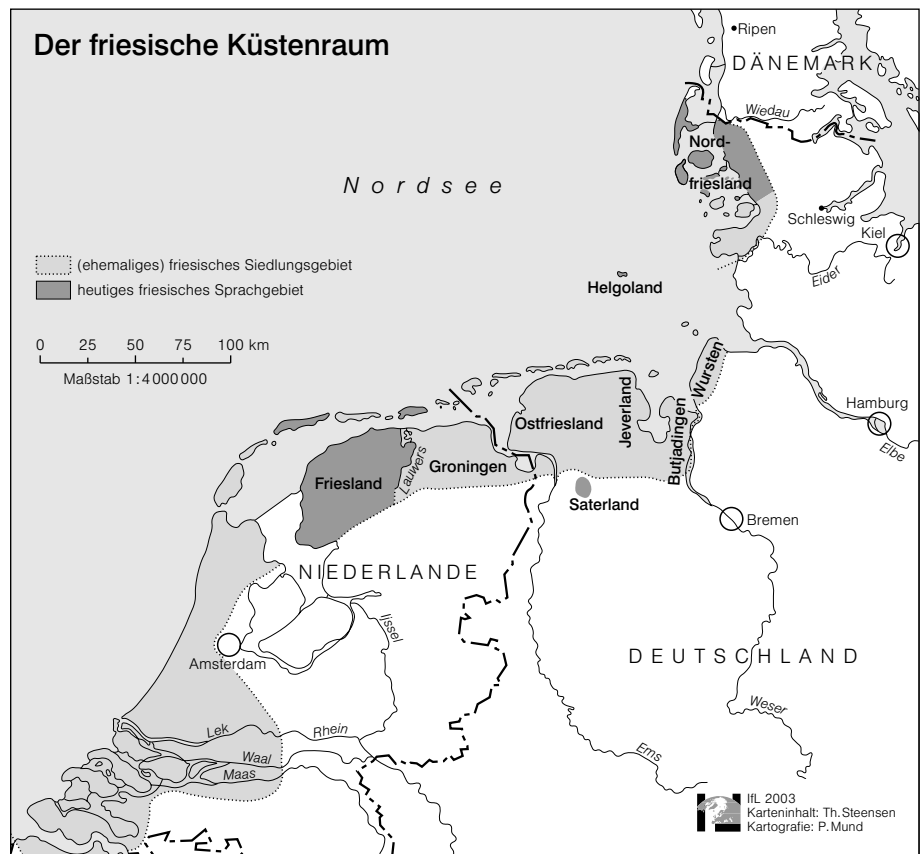 Der friesische Küstenraum
Ripen
DÄNEMARK
Wiedau
Nord-
friesland
Nordsee
Schleswig
Kiel
Eider
(ehemaliges) friesisches Siedlungsgebiet
heutiges friesisches Sprachgebiet
Helgoland
0 25 50 75 100 km
Maßstab 1:4000000
Wursten
Hamburg
Elbe
Jeverland
Butjadingen
Ostfriesland
Groningen
Lauwers
Friesland
Saterland
Bremen
NIEDERLANDE
Ijssel
Amsterdam
DEUTSCHLAND
Weser
Lek
Rhein
Waal
Maas
Ems
IfL 2003
Karteninhalt: Th. Steensen
Kartografie: P. Mund